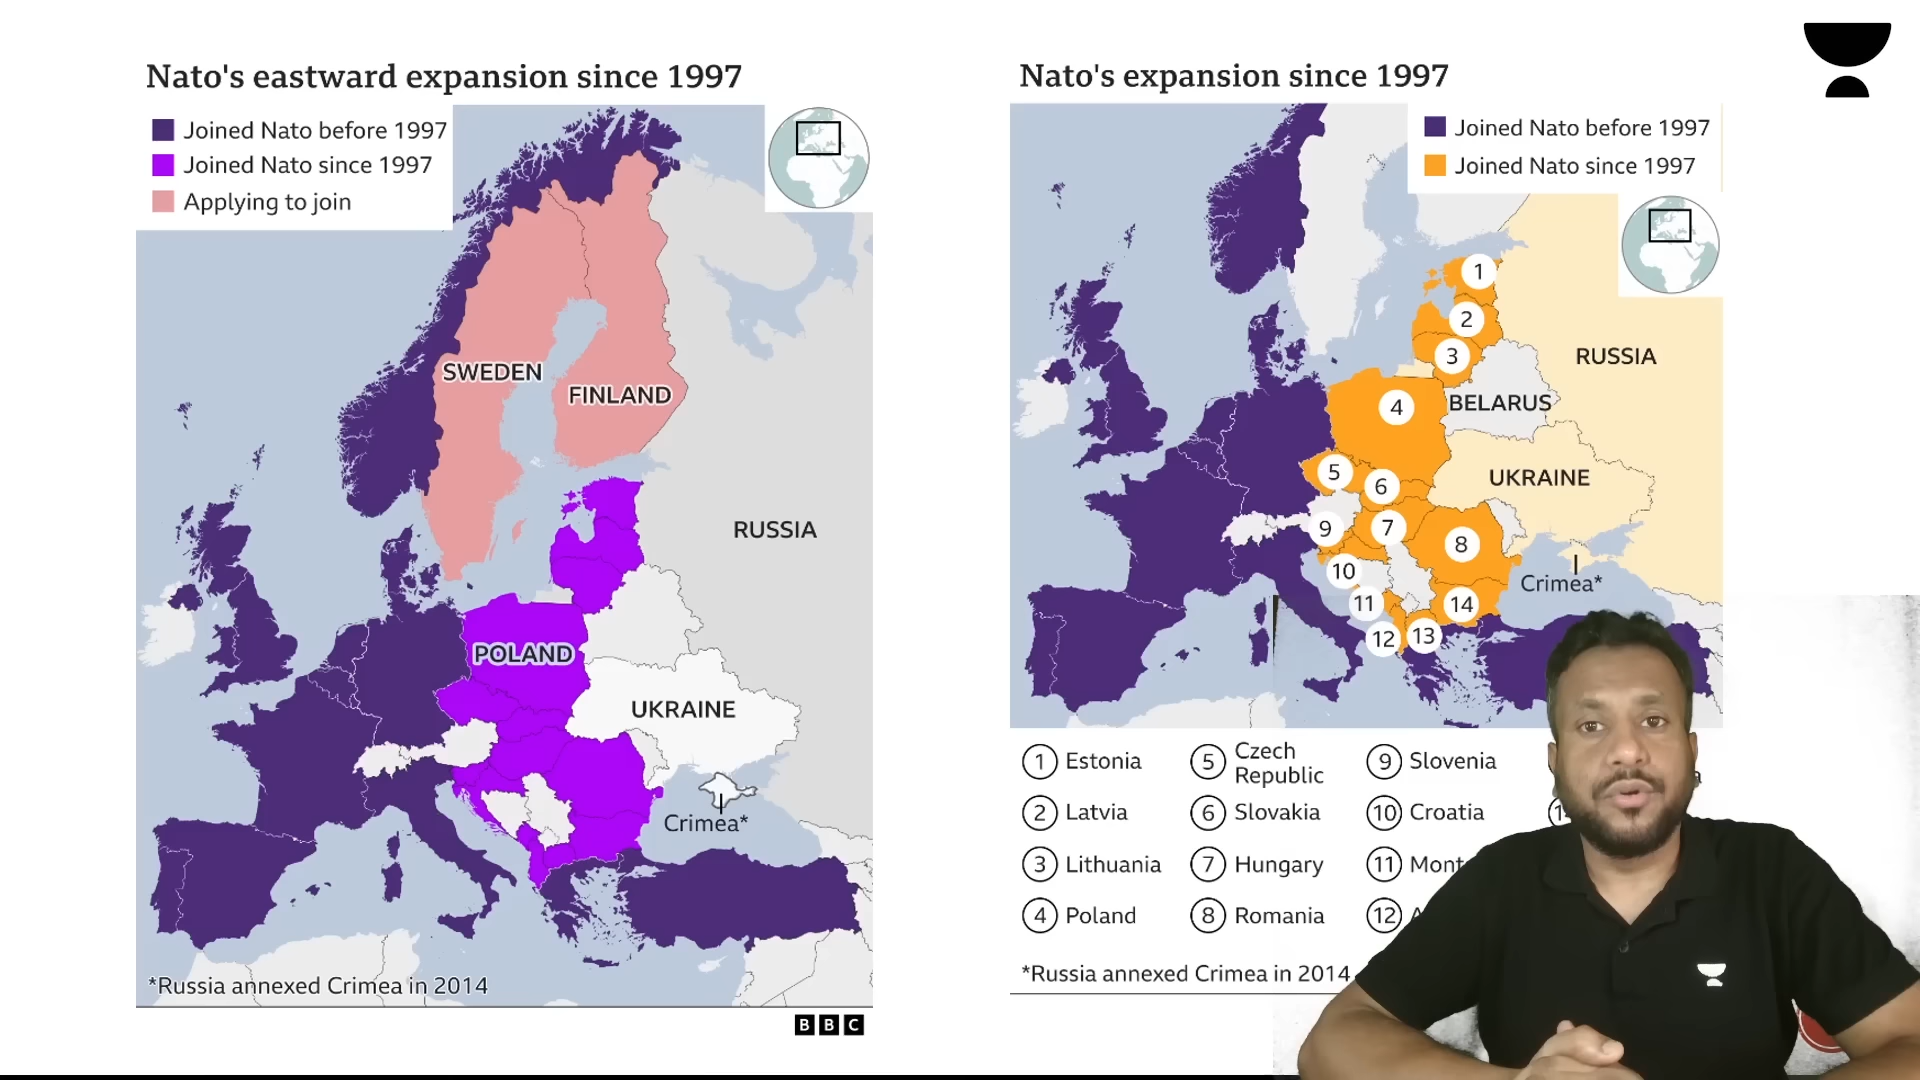 Nato's eastward expansion since 1997
Joined Nato before 1997
Joined Nato since 1997
Applying to join
SWEDEN
FINLAND
RUSSIA
POLAND
UKRAINE
Crimea*
*Russia annexed Crimea in 2014
BBC
Nato's expansion since 1997
Joined Nato before 1997
Joined Nato since 1997
1
2
3
RUSSIA
4
BELARUS
5
6
UKRAINE
7
8
9
10
Crimea*
11
14
12
13
1 Estonia
2 Latvia
3 Lithuania
4 Poland
5 Czech
Republic
6 Slovakia
7 Hungary
8 Romania
9 Slovenia
10 Croatia
11
12
*Russia annexed Crimea in 2014